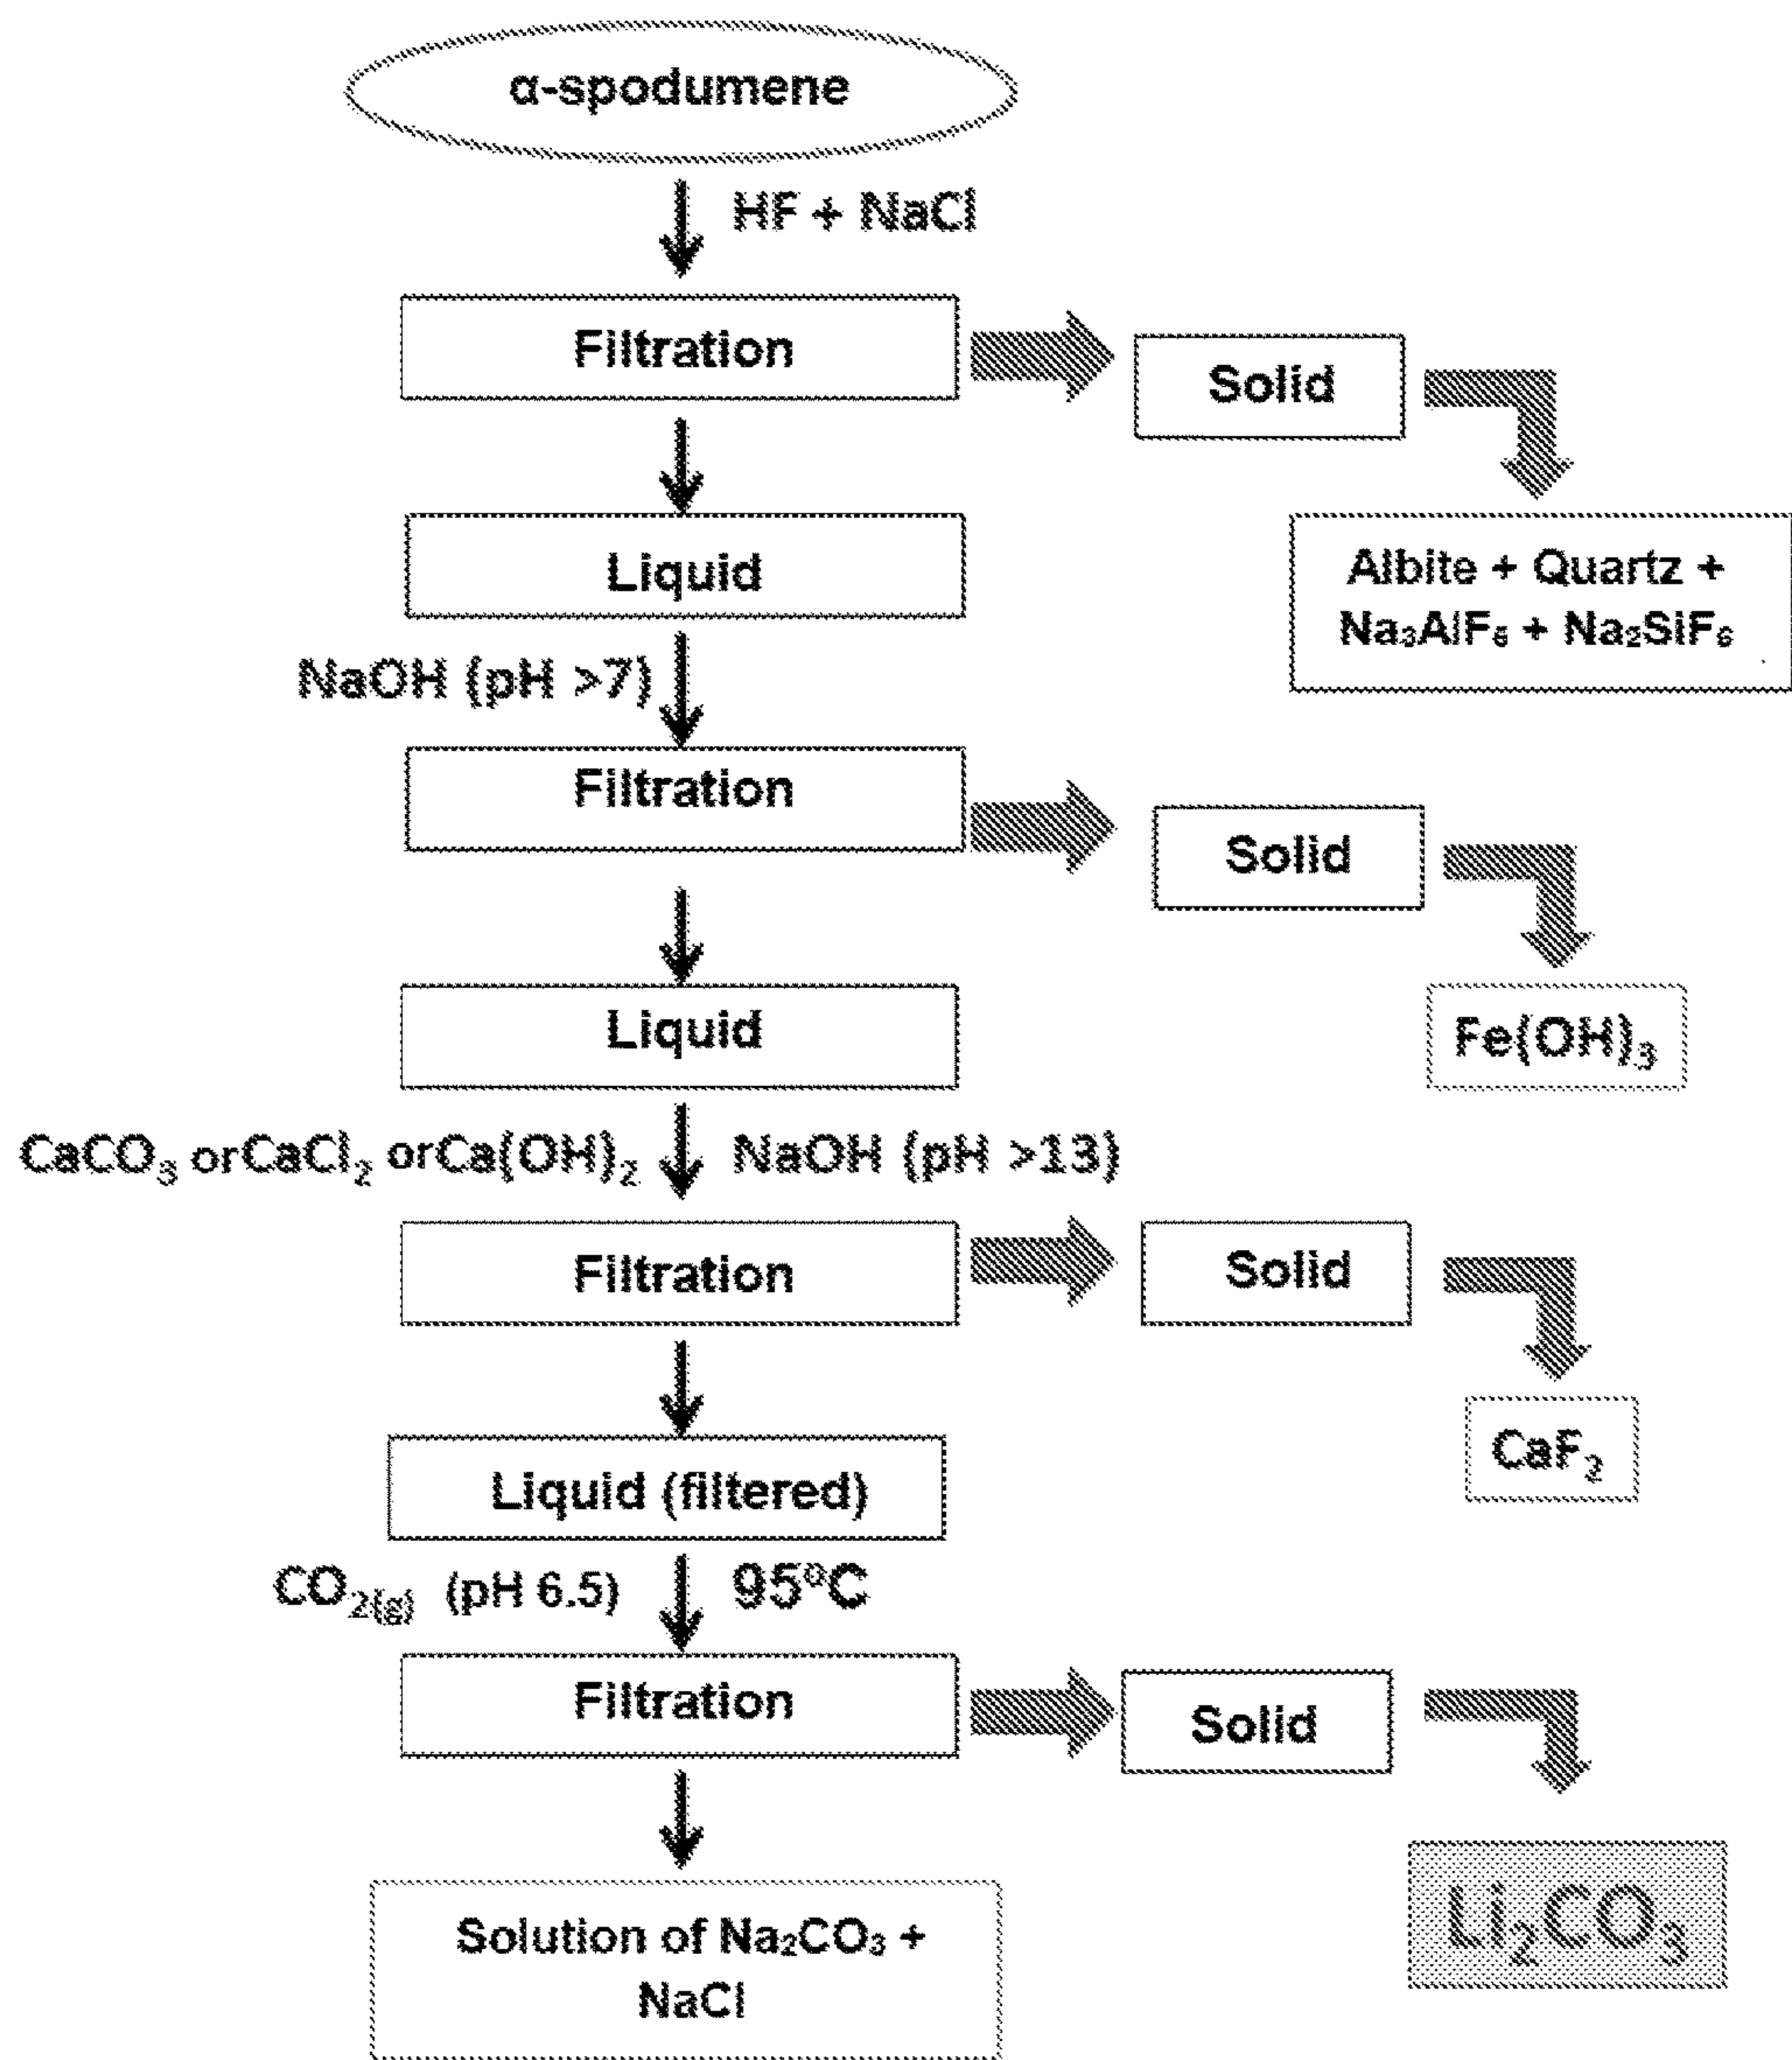 α-spodumene
HF + NaCl
Filtration
Solid
Liquid
Albite + Quartz +
Na₃AlF₆ + Na₂SiF₆
NaOH (pH >7)
Filtration
Solid
Liquid
Fe(OH)₃
CaCO₃ orCaCl₂ orCa(OH)₂
NaOH (pH >13)
Filtration
Solid
CaF₂
Liquid (filtered)
CO₂(g) (pH 6.5)
95ºC
Filtration
Solid
Li₂CO₃
Solution of Na₂CO₃ +
NaCl